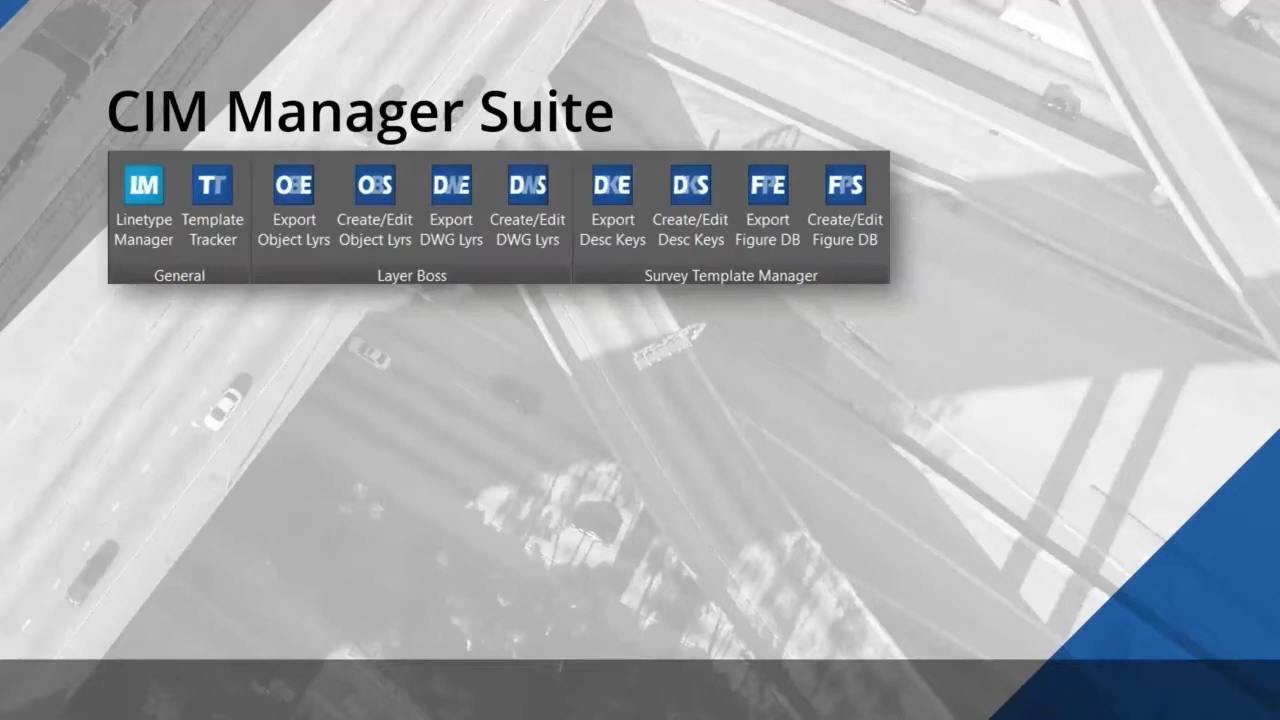 CIM Manager Suite
LM TT OBE OBS DWE DWS DKE DKS FPE FPS
Linetype Template Export Create/Edit Export Create/Edit Export Create/Edit Export Create/Edit
Manager Tracker Object Lyrs Object Lyrs DWG Lyrs DWG Lyrs Desc Keys Desc Keys Figure DB Figure DB
General Layer Boss Survey Template Manager